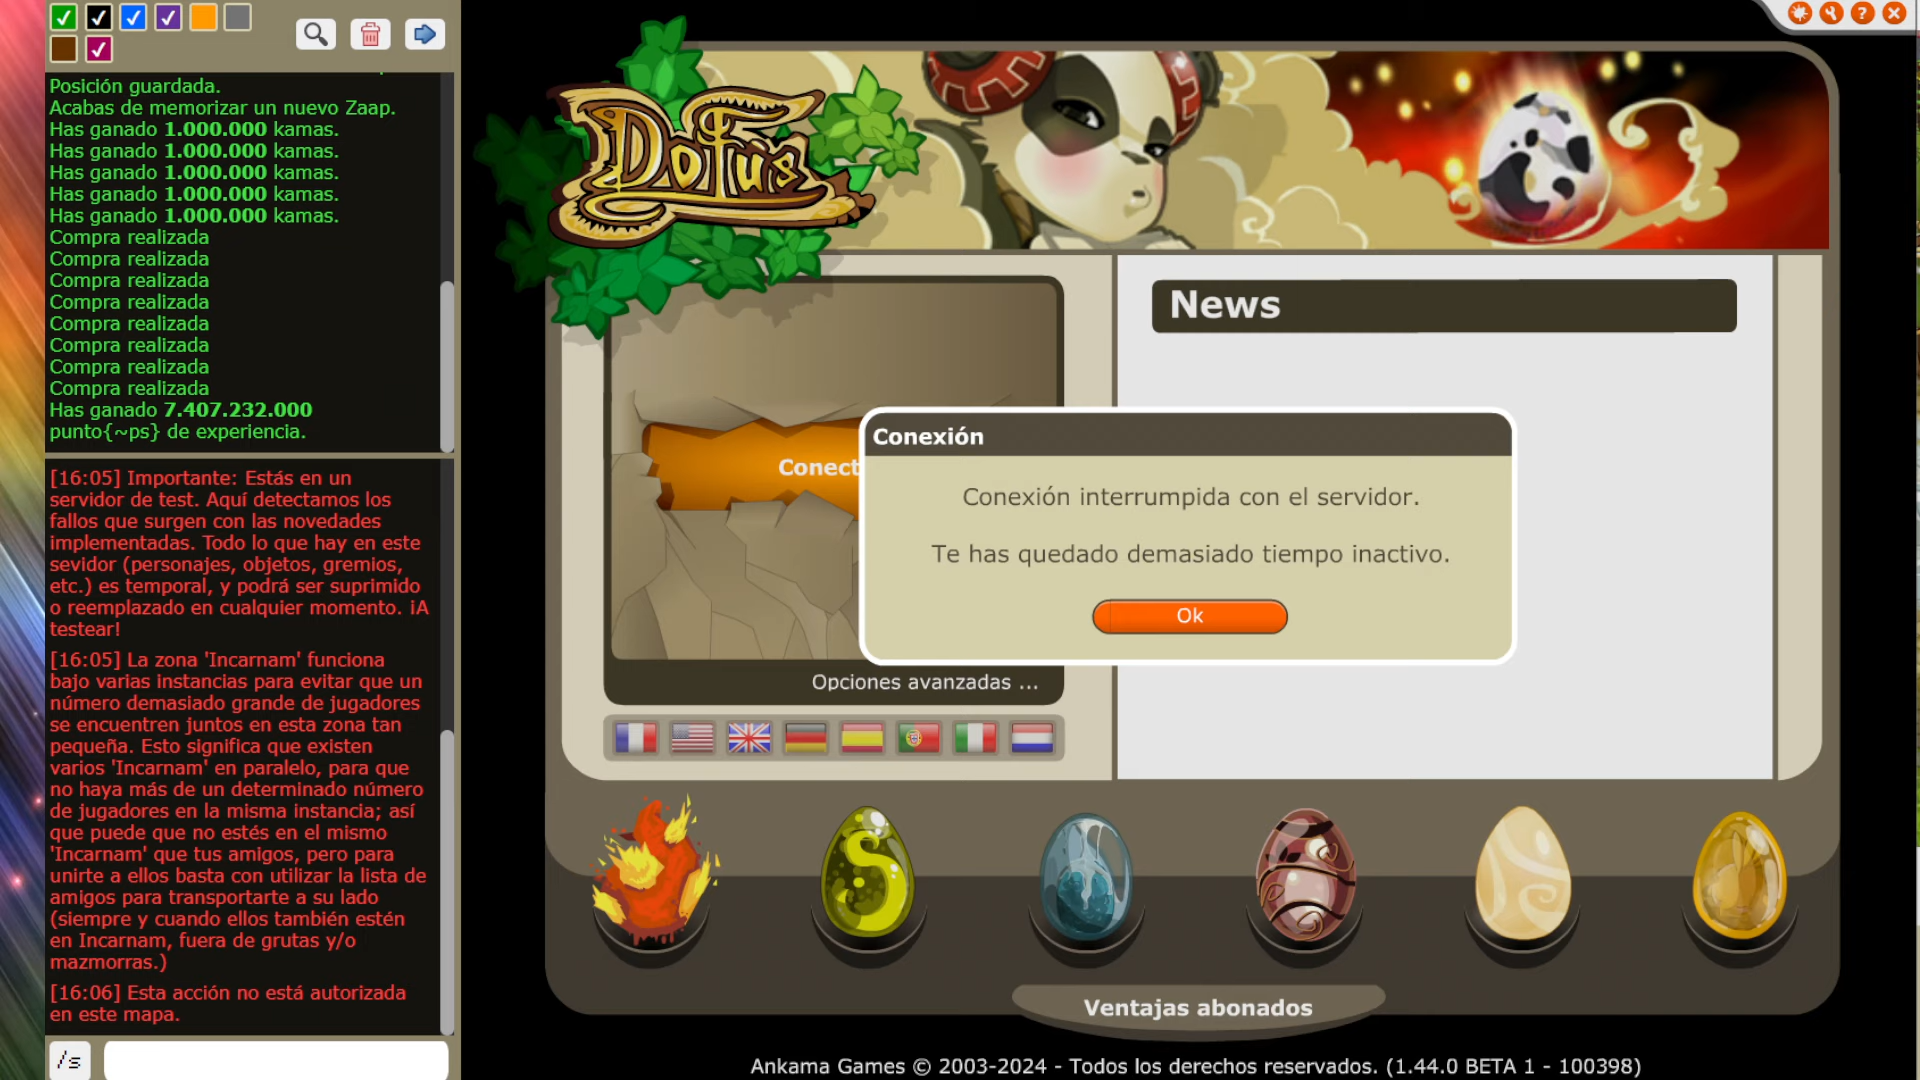 Posición guardada.
Acabas de memorizar un nuevo Zaap.
Has ganado 1.000.000 kamas.
Has ganado 1.000.000 kamas.
Has ganado 1.000.000 kamas.
Has ganado 1.000.000 kamas.
Has ganado 1.000.000 kamas.
Compra realizada
Compra realizada
Compra realizada
Compra realizada
Compra realizada
Compra realizada
Compra realizada
Compra realizada
Has ganado 7.407.232.000
punto{~ps} de experiencia.
[16:05] Importante: Estás en un
servidor de test. Aquí detectamos los
fallos que surgen con las novedades
implementadas. Todo lo que hay en este
sevidor (personajes, objetos, gremios,
etc.) es temporal, y podrá ser suprimido
o reemplazado en cualquier momento. ¡A
testear!
[16:05] La zona 'Incarnam' funciona
bajo varias instancias para evitar que un
número demasiado grande de jugadores
se encuentren juntos en esta zona tan
pequeña. Esto significa que existen
varios 'Incarnam' en paralelo, para que
no haya más de un determinado número
de jugadores en la misma instancia; así
que puede que no estés en el mismo
'Incarnam' que tus amigos, pero para
unirte a ellos basta con utilizar la lista de
amigos para transportarte a su lado
(siempre y cuando ellos también estén
en Incarnam, fuera de grutas y/o
mazmorras.)
[16:06] Esta acción no está autorizada
en este mapa.
/s
Dofus
News
Conect
Conexión
Conexión interrumpida con el servidor.
Te has quedado demasiado tiempo inactivo.
Ok
Opciones avanzadas ...
Ventajas abonados
Ankama Games © 2003-2024 - Todos los derechos reservados. (1.44.0 BETA 1 - 100398)